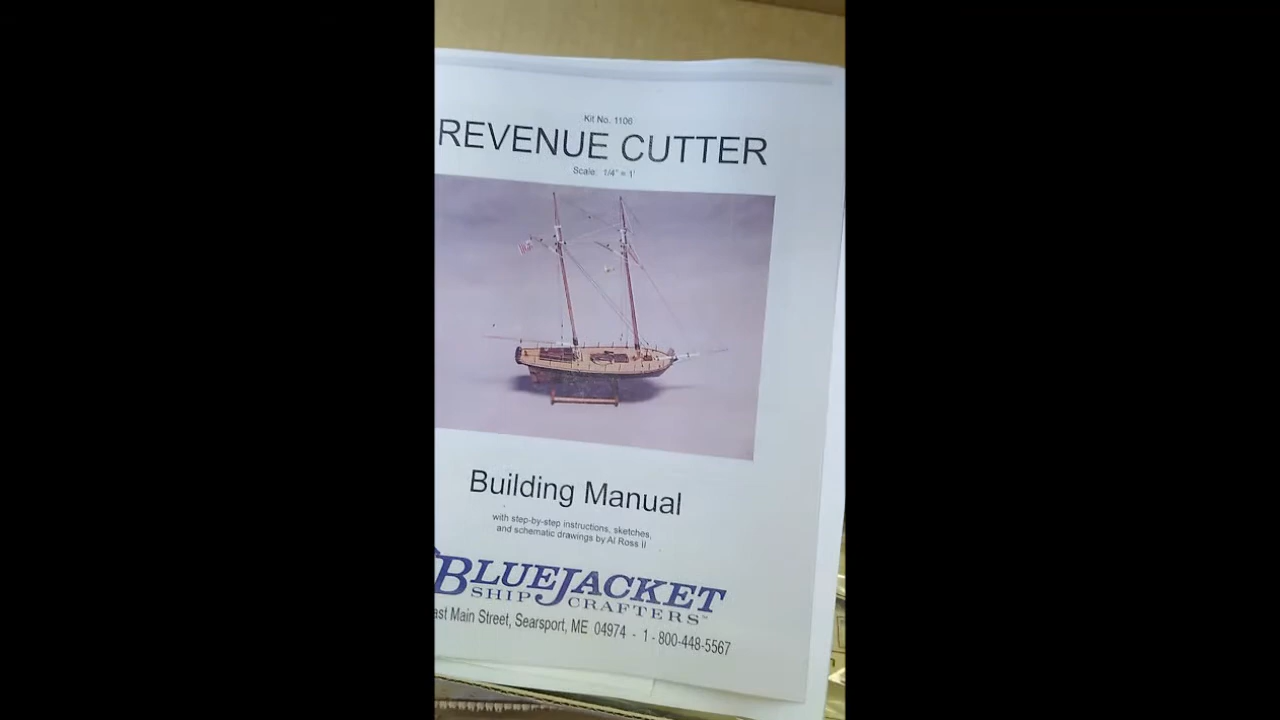 Kit No. 1106
REVENUE CUTTER
Scale: 1/4" = 1'
Building Manual
with step-by-step instructions, sketches,
and schematic drawings by Al Ross II
BLUEJACKET
SHIP CRAFTERS™
ast Main Street, Searsport, ME 04974 - 1-800-448-5567